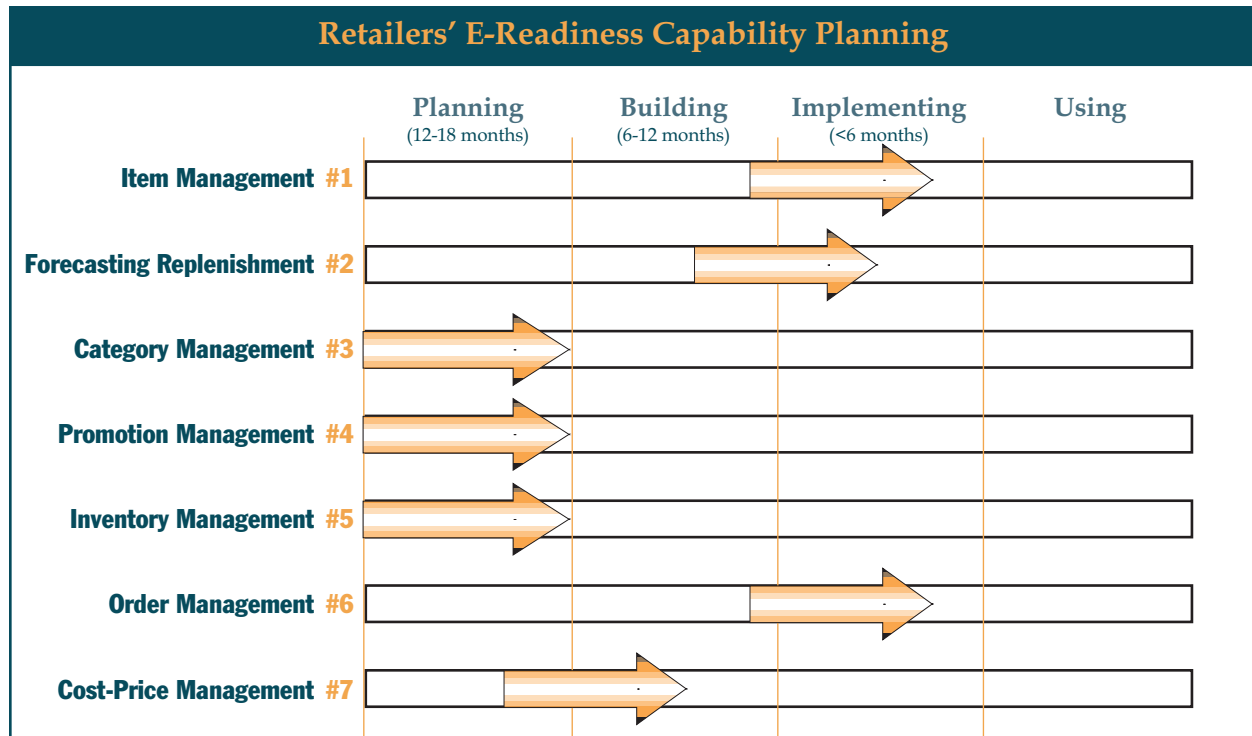 Retailers’ E-Readiness Capability Planning
Planning Building Implementing Using
(12-18 months) (6-12 months) (<6 months)
Item Management #1
Forecasting Replenishment #2
Category Management #3
Promotion Management #4
Inventory Management #5
Order Management #6
Cost-Price Management #7